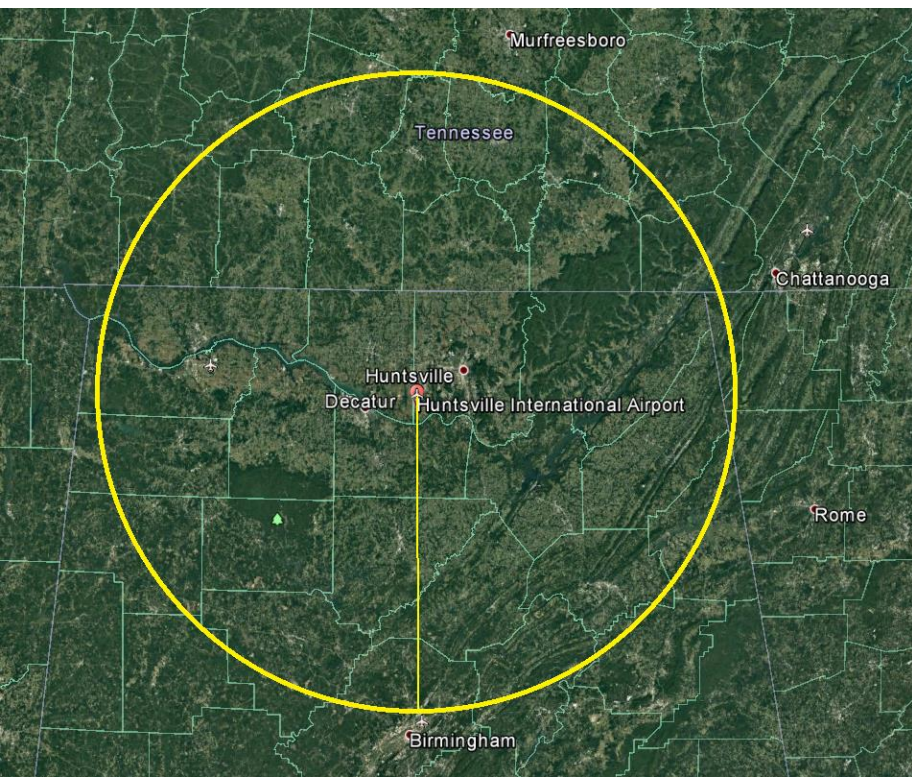 Murfreesboro
Tennessee
Chattanooga
Huntsville
Decatur
Huntsville International Airport
Rome
Birmingham